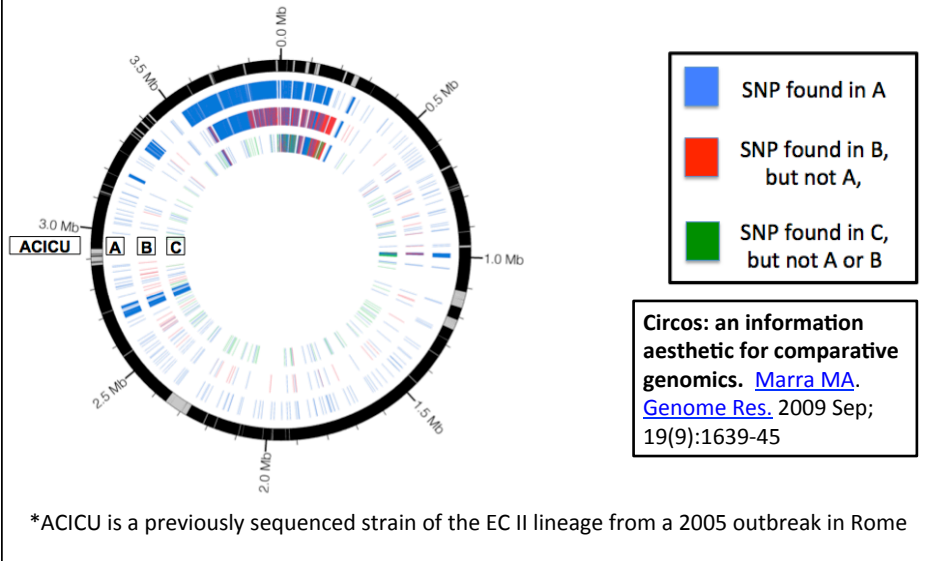 0.0 Mb
0.5 Mb
1.0 Mb
1.5 Mb
2.0 Mb
2.5 Mb
3.0 Mb
3.5 Mb
ACICU
A
B
C
SNP found in A
SNP found in B,
but not A,
SNP found in C,
but not A or B
Circos: an information
aesthetic for comparative
genomics. Marra MA.
Genome Res. 2009 Sep;
19(9):1639-45
*ACICU is a previously sequenced strain of the EC II lineage from a 2005 outbreak in Rome